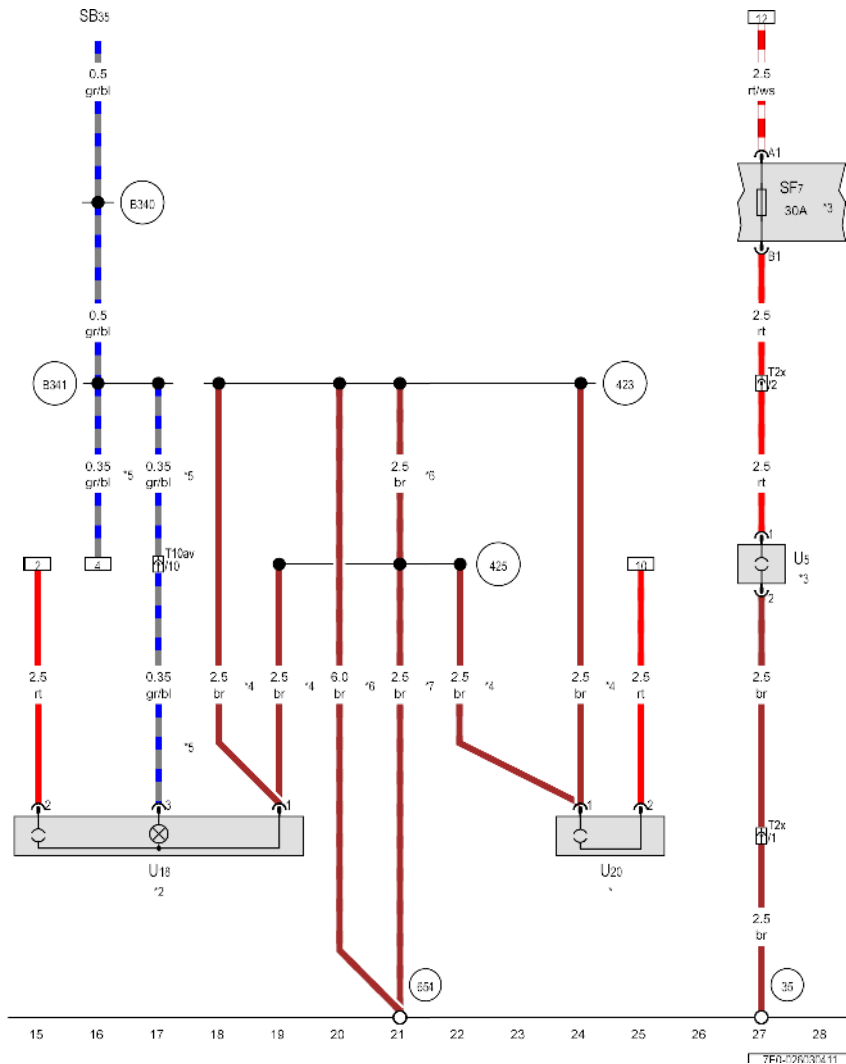 SB35
12
0.5
gr/bl
2.5
rt/ws
A1
SF7
30A *3
B340
B1
0.5
gr/bl
2.5
rt
B341
423
T2x
/2
0.35
gr/bl
*5
0.35
gr/bl
*5
2.5
br
*6
2.5
rt
1
2
4
T10av
/10
425
10
U5
*3
2
2.5
rt
0.35
gr/bl
*5
2.5
br
*4
2.5
br
*4
6.0
br
*6
2.5
br
*7
2.5
br
*4
2.5
br
*4
2.5
rt
2.5
br
2
3
1
1
2
T2x
/1
U18
*2
U20
*
2.5
br
654
35
15 16 17 18 19 20 21 22 23 24 25 26 27 28
7E0-026030411